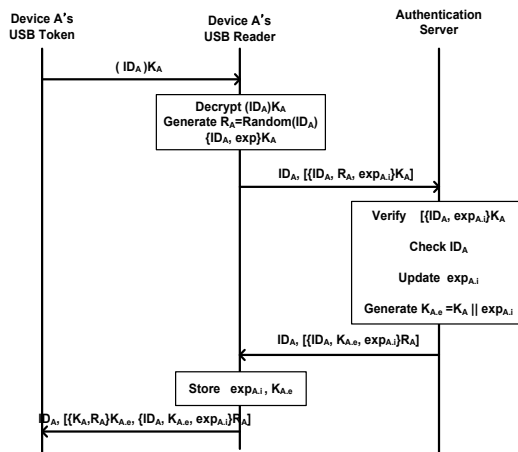 Device A's
USB Token
Device A's
USB Reader
Authentication
Server
( IDA)KA
Decrypt (IDA)KA
Generate RA=Random(IDA)
{IDA, exp}KA
IDA, [{IDA, RA, expA.i}KA]
Verify [{IDA, expA.i}KA
Check IDA
Update expA.i
Generate KA.e =KA || expA.i
IDA, [{IDA, KA.e, expA.i}RA]
Store expA.i , KA.e
IDA, [{KA,RA}KA.e, {IDA, KA.e, expA.i}RA]